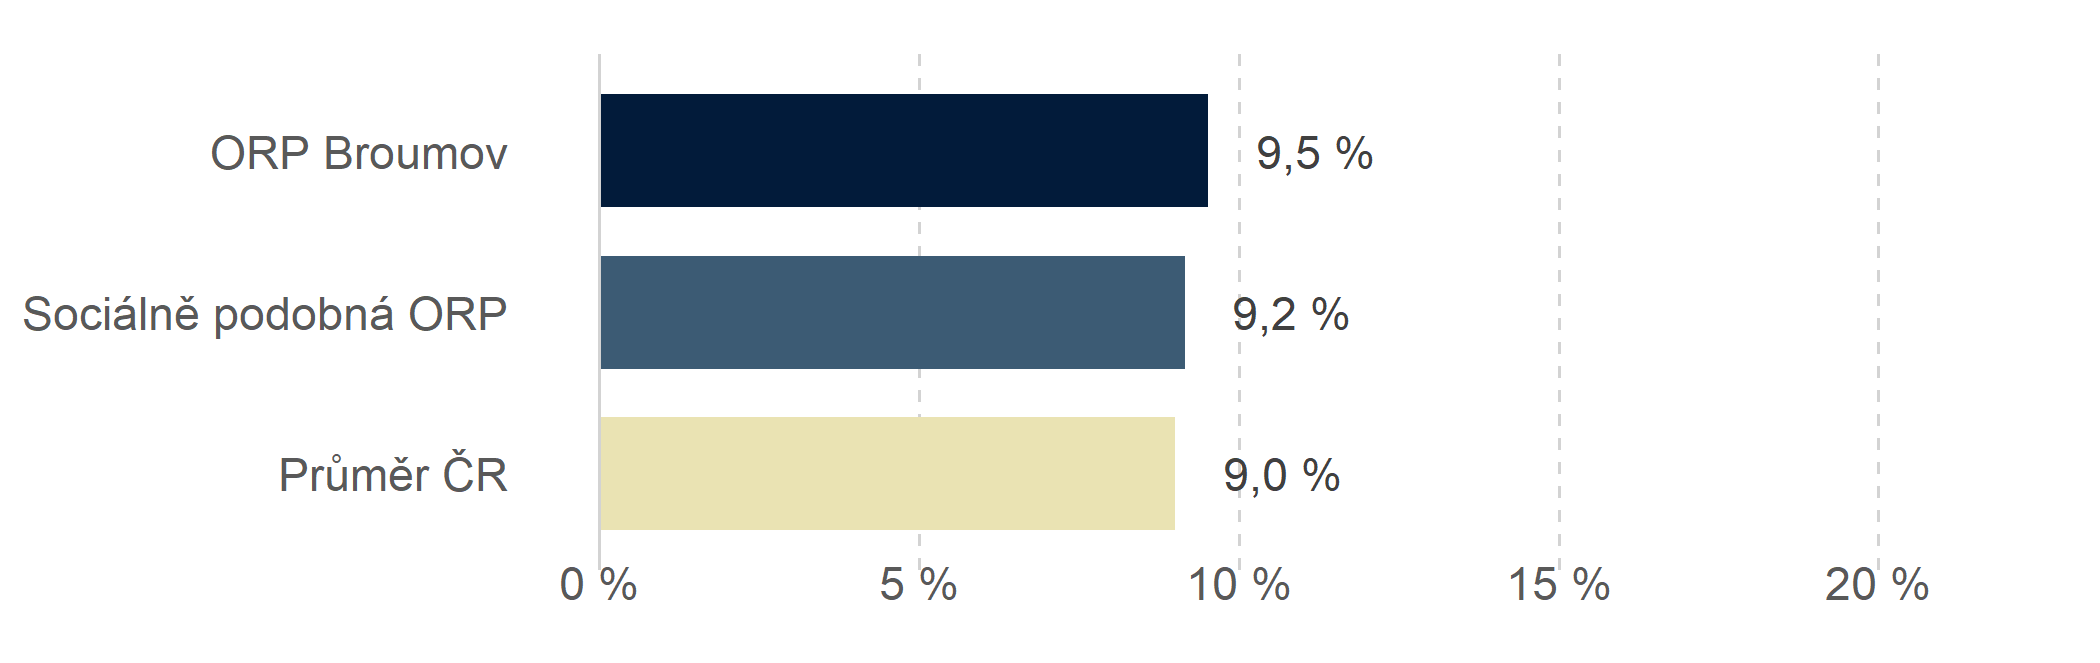 ORP Broumov
9,5 %
Sociálně podobná ORP
9,2 %
Průměr ČR
9,0 %
0 %
5 %
10 %
15 %
20 %